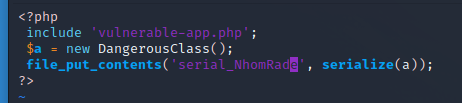 <?php
include 'vulnerable-app.php';
$a = new DangerousClass();
file_put_contents('serial_NhomRade', serialize(a));
?>
~